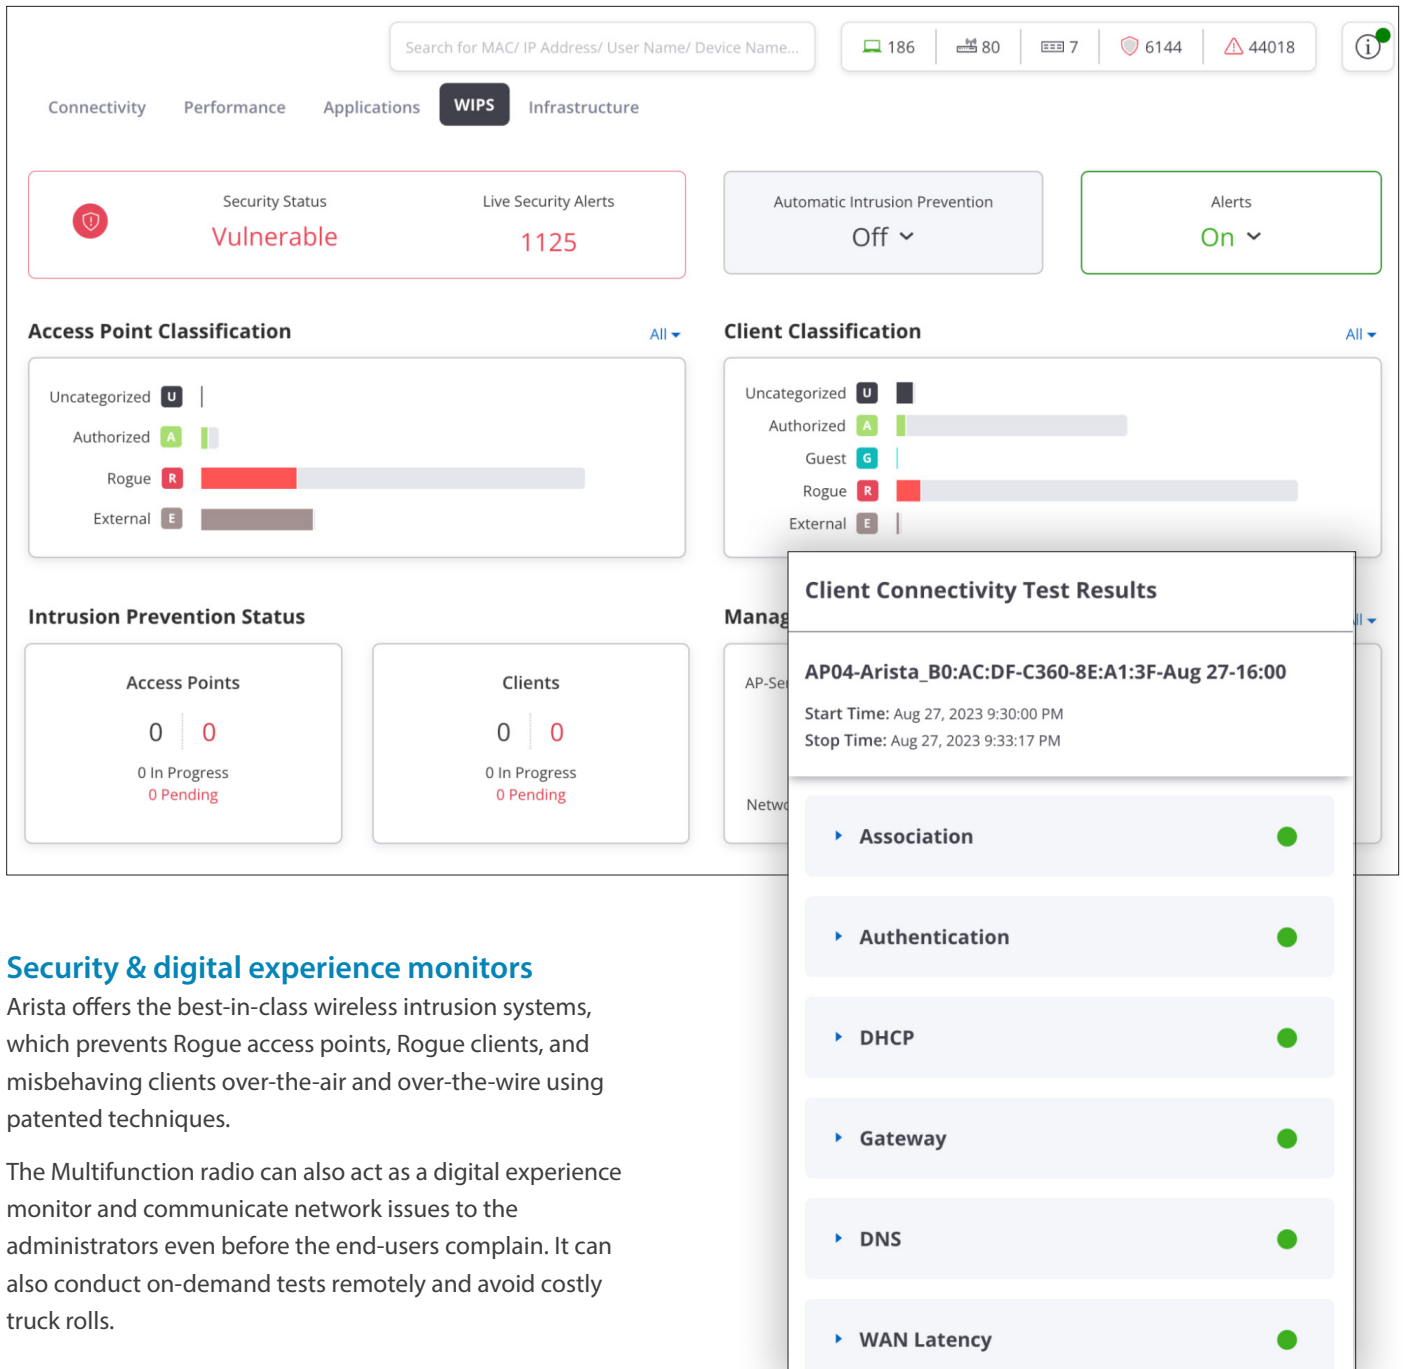 Search for MAC/ IP Address/ User Name/ Device Name...
186
80
7
6144
44018
Connectivity
Performance
Applications
WIPS
Infrastructure
Security Status
Vulnerable
Live Security Alerts
1125
Automatic Intrusion Prevention
Off
Alerts
On
Access Point Classification
All
Uncategorized U
Authorized A
Rogue R
External E
Client Classification
All
Uncategorized U
Authorized A
Guest G
Rogue R
External E
Intrusion Prevention Status
Access Points
0 0
0 In Progress
0 Pending
Clients
0 0
0 In Progress
0 Pending
Client Connectivity Test Results
AP04-Arista_B0:AC:DF-C360-8E:A1:3F-Aug 27-16:00
Start Time: Aug 27, 2023 9:30:00 PM
Stop Time: Aug 27, 2023 9:33:17 PM
Association
Authentication
DHCP
Gateway
DNS
WAN Latency
Security & digital experience monitors
Arista offers the best-in-class wireless intrusion systems,
which prevents Rogue access points, Rogue clients, and
misbehaving clients over-the-air and over-the-wire using
patented techniques.
The Multifunction radio can also act as a digital experience
monitor and communicate network issues to the
administrators even before the end-users complain. It can
also conduct on-demand tests remotely and avoid costly
truck rolls.